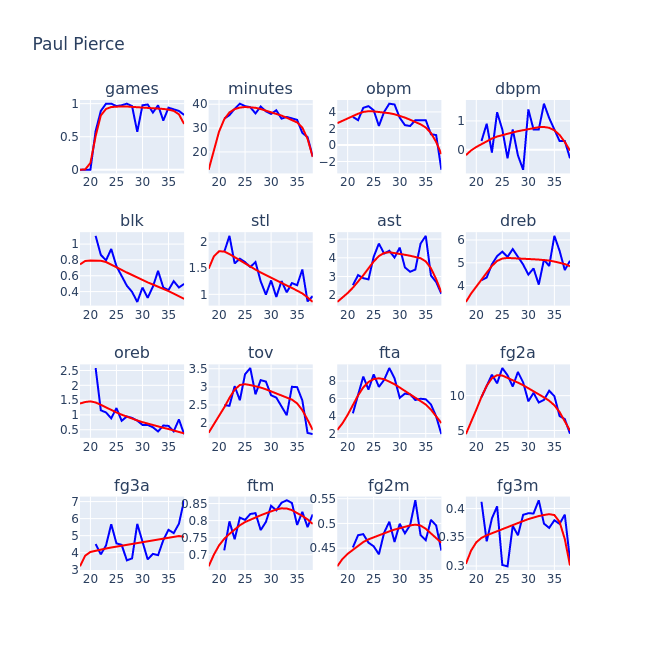 Paul Pierce
games minutes obpm dbpm
1 0.5 0 20 25 30 35
40 30 20 20 25 30 35
4 2 0 −2 20 25 30 35
1 0 20 25 30 35
blk stl ast dreb
1 0.8 0.6 0.4 20 25 30 35
2 1.5 1 20 25 30 35
5 4 3 2 20 25 30 35
6 5 4 20 25 30 35
oreb tov fta fg2a
2.5 2 1.5 1 0.5 20 25 30 35
3.5 3 2.5 2 20 25 30 35
8 6 4 2 20 25 30 35
10 5 20 25 30 35
fg3a ftm fg2m fg3m
7 6 5 4 3 20 25 30 35
0.85 0.8 0.75 0.7 20 25 30 35
0.55 0.5 0.45 20 25 30 35
0.4 0.35 0.3 20 25 30 35